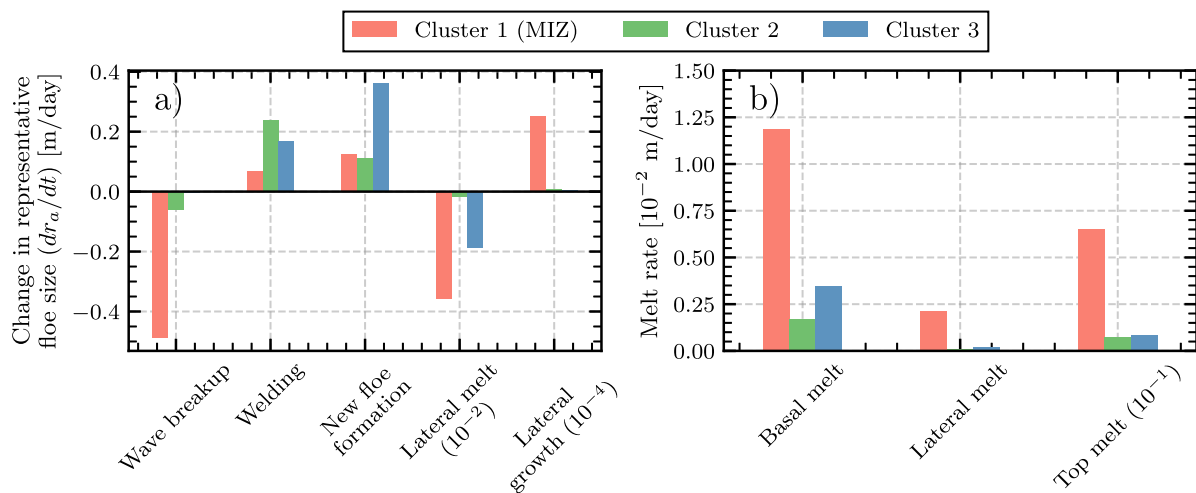 Cluster 1 (MIZ) Cluster 2 Cluster 3
a)
Change in representative
floe size (dr_a/dt) [m/day]
0.4
0.2
0.0
−0.2
−0.4
Wave breakup
Welding
New floe
formation
Lateral melt
(10⁻²)
Lateral
growth (10⁻⁴)
b)
Melt rate [10⁻² m/day]
1.50
1.25
1.00
0.75
0.50
0.25
0.00
Basal melt
Lateral melt
Top melt (10⁻¹)